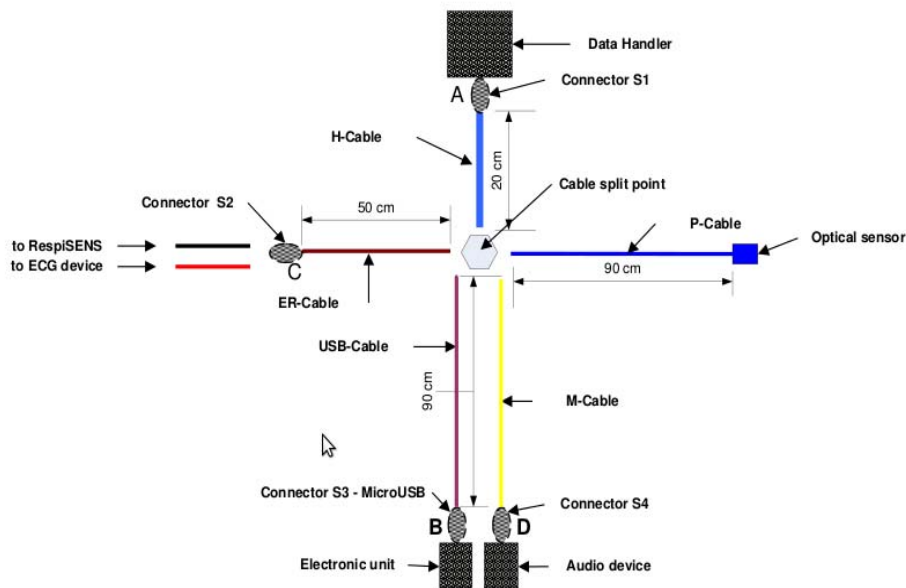 Data Handler
A
Connector S1
H-Cable
20 cm
Cable split point
Connector S2
50 cm
P-Cable
to RespiSENS
Optical sensor
to ECG device
C
90 cm
ER-Cable
USB-Cable
90 cm
M-Cable
Connector S3 - MicroUSB
Connector S4
B
D
Electronic unit
Audio device